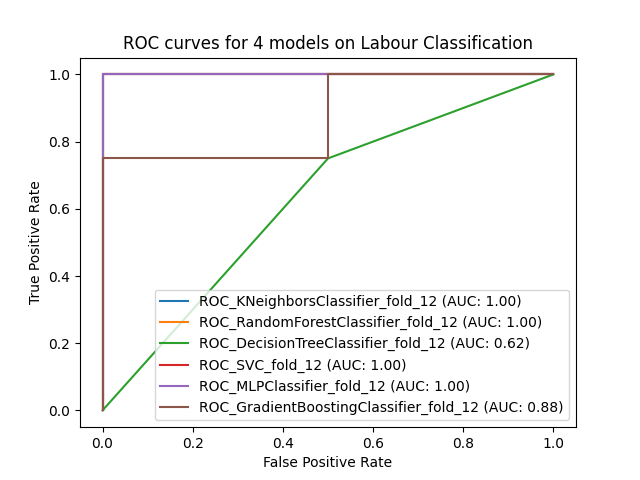 ROC curves for 4 models on Labour Classification
True Positive Rate
1.0
0.8
0.6
0.4
0.2
0.0
ROC_KNeighborsClassifier_fold_12 (AUC: 1.00)
ROC_RandomForestClassifier_fold_12 (AUC: 1.00)
ROC_DecisionTreeClassifier_fold_12 (AUC: 0.62)
ROC_SVC_fold_12 (AUC: 1.00)
ROC_MLPClassifier_fold_12 (AUC: 1.00)
ROC_GradientBoostingClassifier_fold_12 (AUC: 0.88)
0.0 0.2 0.4 0.6 0.8 1.0
False Positive Rate